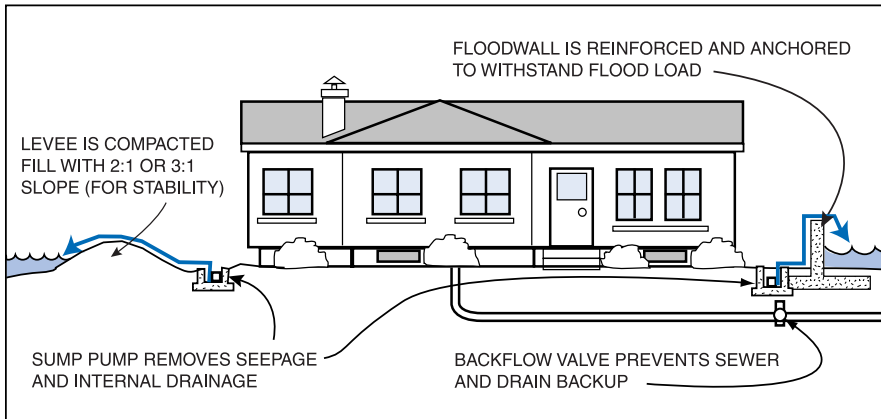 FLOODWALL IS REINFORCED AND ANCHORED
TO WITHSTAND FLOOD LOAD
LEVEE IS COMPACTED
FILL WITH 2:1 OR 3:1
SLOPE (FOR STABILITY)
SUMP PUMP REMOVES SEEPAGE
AND INTERNAL DRAINAGE
BACKFLOW VALVE PREVENTS SEWER
AND DRAIN BACKUP